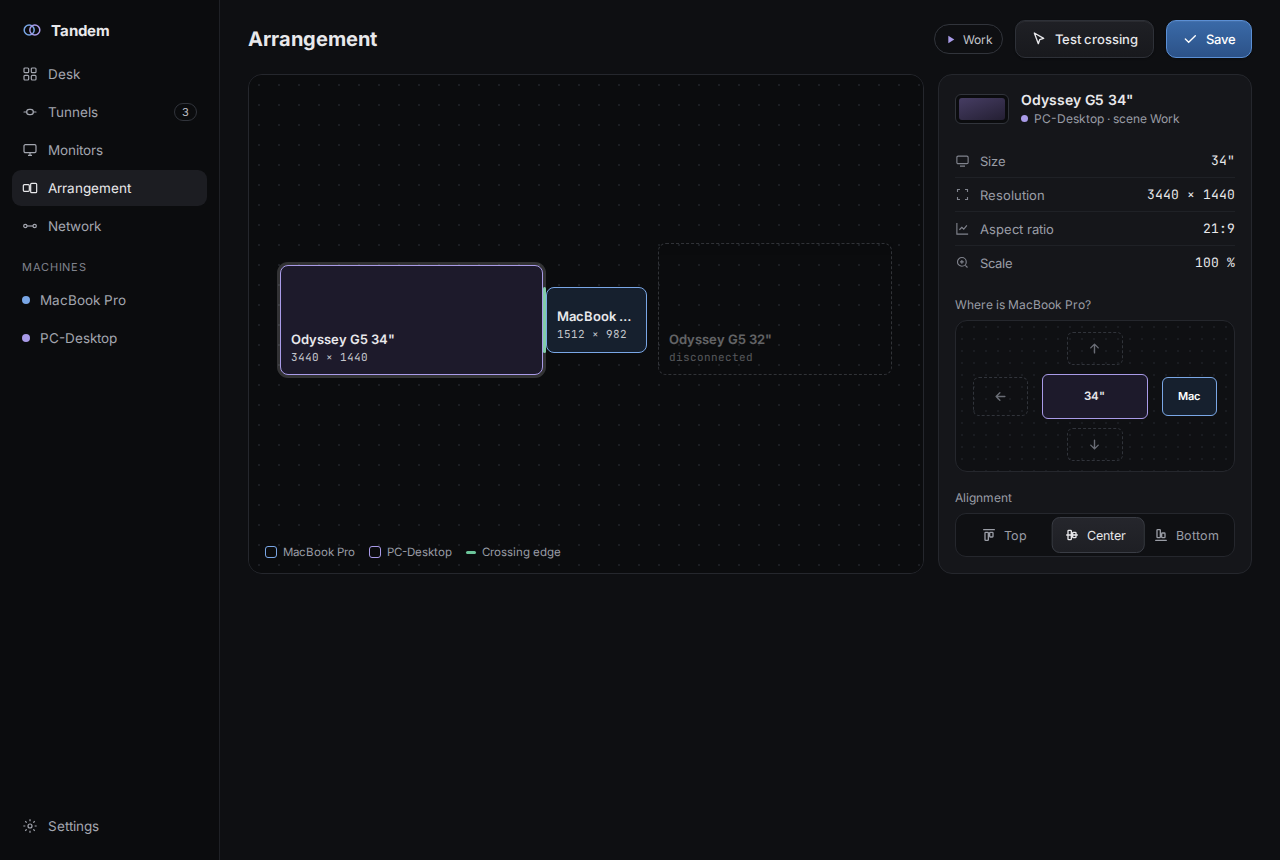 Tandem
Desk
Tunnels 3
Monitors
Arrangement
Network
MACHINES
MacBook Pro
PC-Desktop
Settings
Arrangement
Work
Test crossing
Save
Odyssey G5 34"
3440 × 1440
MacBook ...
1512 × 982
Odyssey G5 32"
disconnected
MacBook Pro
PC-Desktop
Crossing edge
Odyssey G5 34"
PC-Desktop · scene Work
Size 34"
Resolution 3440 × 1440
Aspect ratio 21:9
Scale 100 %
Where is MacBook Pro?
34"
Mac
Alignment
Top
Center
Bottom